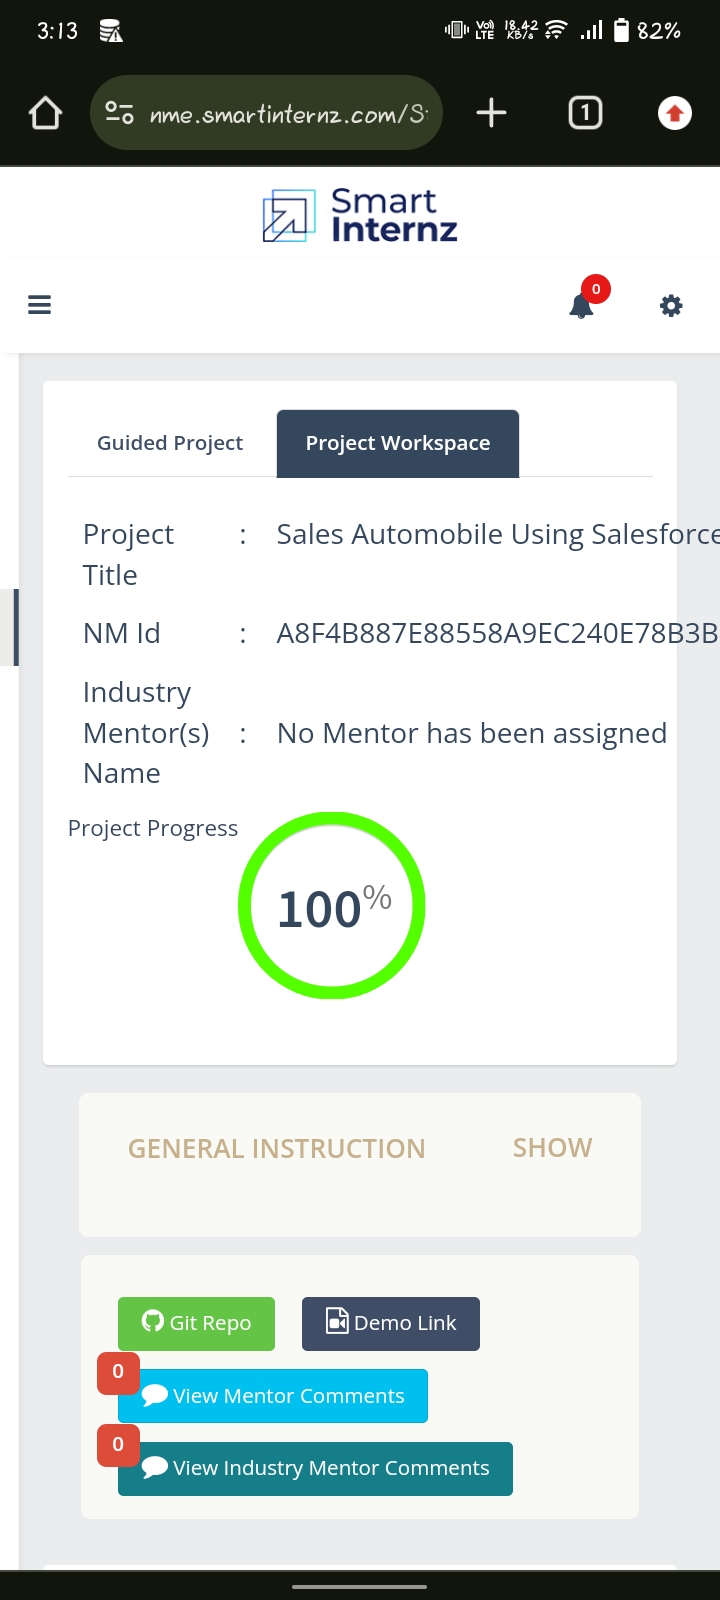 3:13 Vo) LTE 18.42 KB/s 82%
nme.smartinternz.com/S 1
Smart
Internz
0
Guided Project Project Workspace
Project Title : Sales Automobile Using Salesforce
NM Id : A8F4B887E88558A9EC240E78B3B
Industry Mentor(s) Name : No Mentor has been assigned
Project Progress
100%
GENERAL INSTRUCTION SHOW
Git Repo Demo Link
0
View Mentor Comments
0
View Industry Mentor Comments